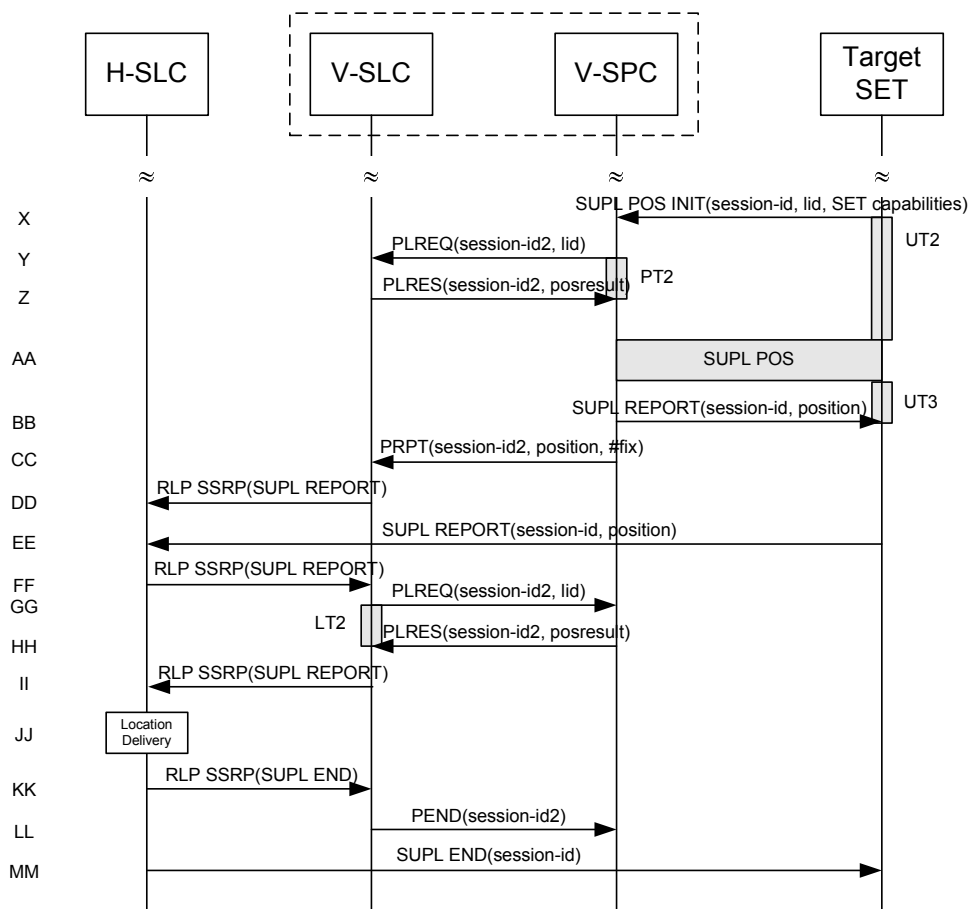 H-SLC
V-SLC
V-SPC
Target
SET
≈ ≈ ≈ ≈
X
SUPL POS INIT(session-id, lid, SET capabilities)
UT2
Y
PLREQ(session-id2, lid)
PT2
Z
PLRES(session-id2, posresult)
AA
SUPL POS
UT3
BB
SUPL REPORT(session-id, position)
CC
PRPT(session-id2, position, #fix)
DD
RLP SSRP(SUPL REPORT)
EE
SUPL REPORT(session-id, position)
FF
RLP SSRP(SUPL REPORT)
GG
PLREQ(session-id2, lid)
LT2
HH
PLRES(session-id2, posresult)
II
RLP SSRP(SUPL REPORT)
JJ
Location
Delivery
KK
RLP SSRP(SUPL END)
LL
PEND(session-id2)
MM
SUPL END(session-id)